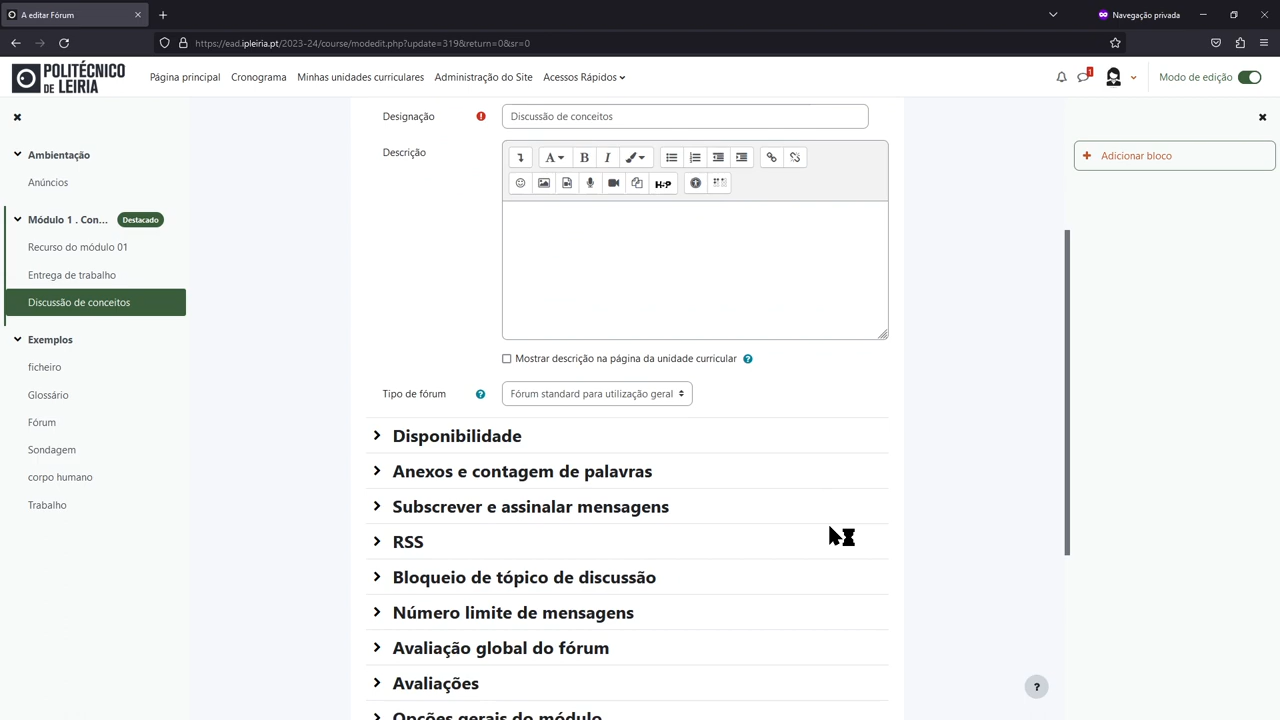 A editar Fórum
Navegação privada
https://ead.ipleiria.pt/2023-24/course/modedit.php?update=319&return=0&sr=0
POLITÉCNICO
DE LEIRIA
Página principal Cronograma Minhas unidades curriculares Administração do Site Acessos Rápidos
1
Modo de edição
Ambientação
Anúncios
Módulo 1 . Con... Destacado
Recurso do módulo 01
Entrega de trabalho
Discussão de conceitos
Exemplos
ficheiro
Glossário
Fórum
Sondagem
corpo humano
Trabalho
Designação
Discussão de conceitos
Descrição
A B I
H-P
Mostrar descrição na página da unidade curricular
Tipo de fórum
Fórum standard para utilização geral
Disponibilidade
Anexos e contagem de palavras
Subscrever e assinalar mensagens
RSS
Bloqueio de tópico de discussão
Número limite de mensagens
Avaliação global do fórum
Avaliações
Opções gerais do módulo
Adicionar bloco
?